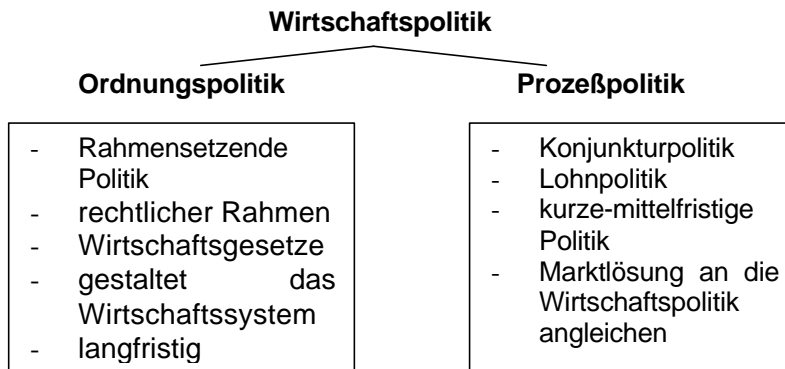 Wirtschaftspolitik
Ordnungspolitik
Prozeßpolitik
- Rahmensetzende
Politik
- rechtlicher Rahmen
- Wirtschaftsgesetze
- gestaltet das
Wirtschaftssystem
- langfristig
- Konjunkturpolitik
- Lohnpolitik
- kurze-mittelfristige
Politik
- Marktlösung an die
Wirtschaftspolitik
angleichen